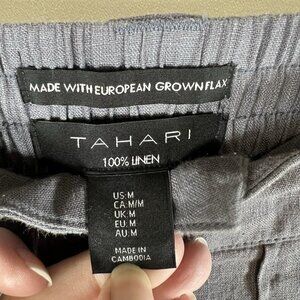 MADE WITH EUROPEAN GROWN FLAX
TAHARI
100% LINEN
US:M
CA:M/M
UK:M
EU:M
AU:M
MADE IN
CAMBODIA